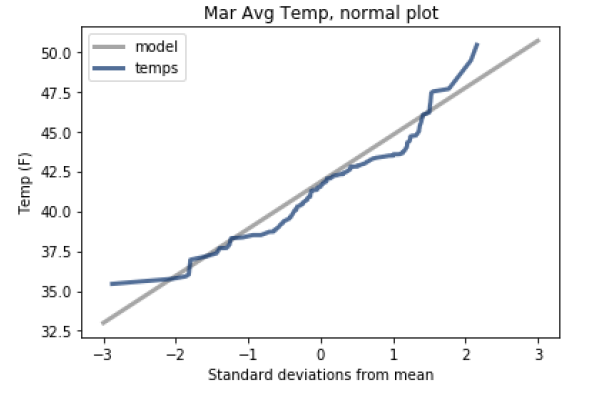 Mar Avg Temp, normal plot
model
temps
50.0
47.5
45.0
42.5
40.0
37.5
35.0
32.5
Temp (F)
−3 −2 −1 0 1 2 3
Standard deviations from mean